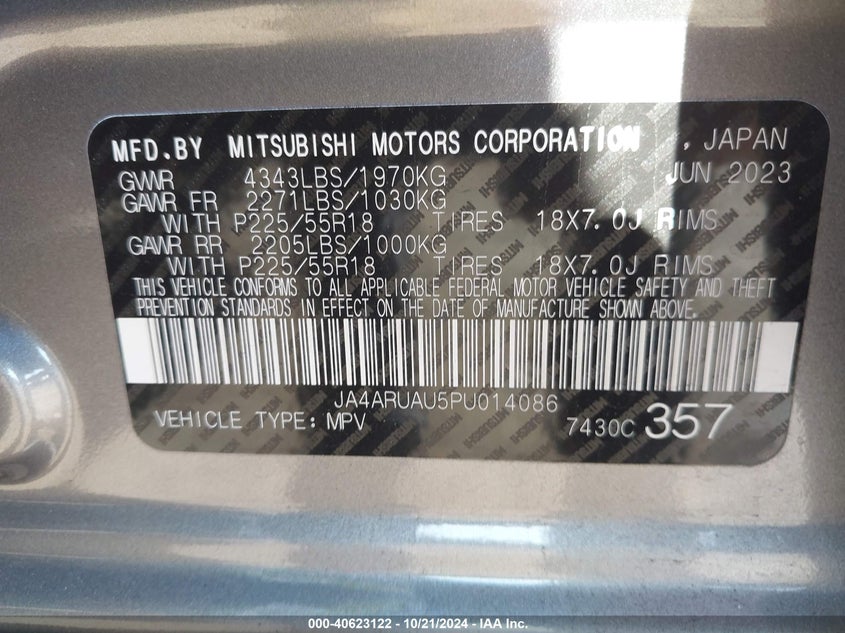 MFD.BY MITSUBISHI MOTORS CORPORATION , JAPAN
GVWR 4343LBS/1970KG JUN 2023
GAWR FR 2271LBS/1030KG
WITH P225/55R18 TIRES 18X7.0J RIMS
GAWR RR 2205LBS/1000KG
WITH P225/55R18 TIRES 18X7.0J RIMS
THIS VEHICLE CONFORMS TO ALL APPLICABLE FEDERAL MOTOR VEHICLE SAFETY AND THEFT
PREVENTION STANDARDS IN EFFECT ON THE DATE OF MANUFACTURE SHOWN ABOVE.
JA4ARUAU5PU014086
VEHICLE TYPE: MPV 7430C 357
000-40623122 - 10/21/2024 - IAA Inc.